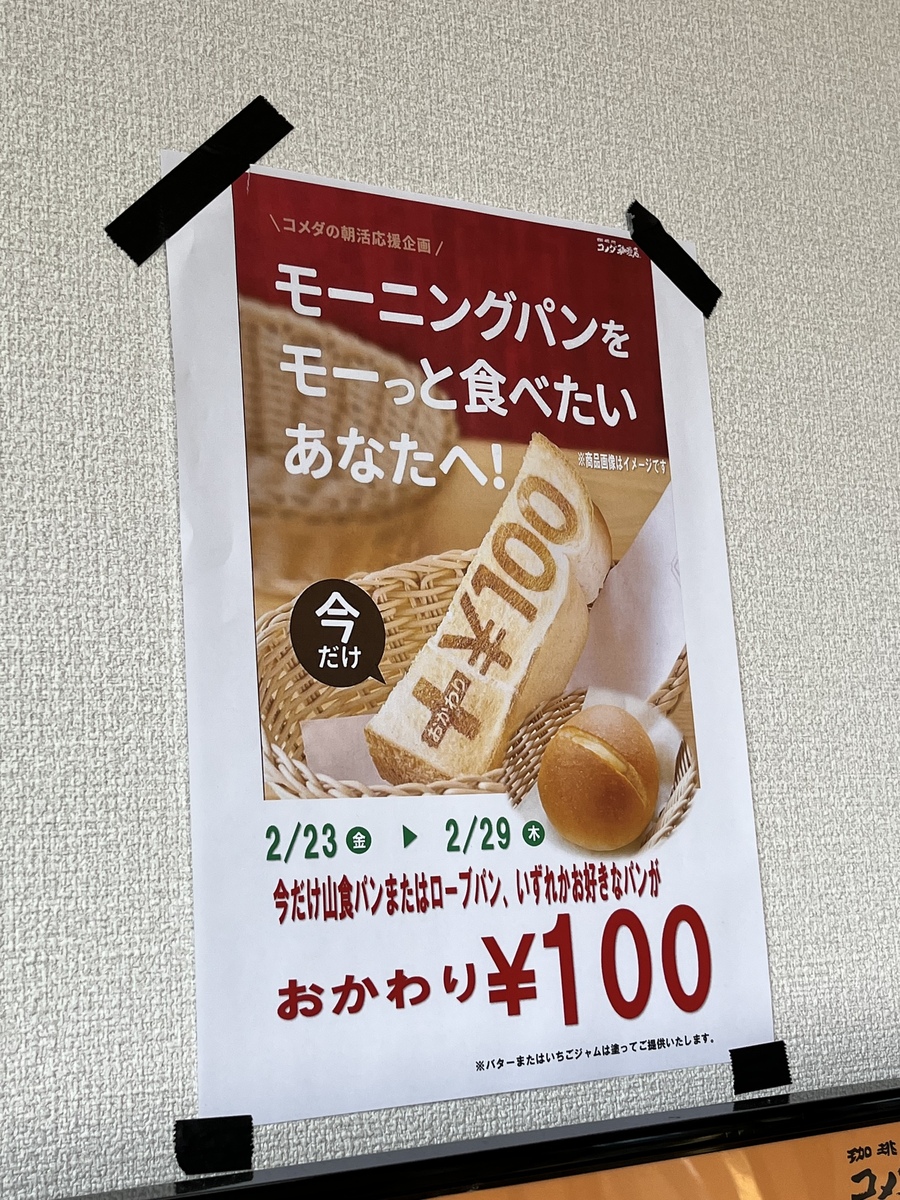 \コメダの朝活応援企画/
珈琲所
コメダ珈琲店
モーニングパンを
モーっと食べたい
あなたへ!
※商品画像はイメージです
今
だけ
おかわり
¥100
2/23 金 ▶ 2/29 木
今だけ山食パンまたはローブパン、いずれかお好きなパンが
おかわり¥100
※バターまたはいちごジャムは塗ってご提供いたします。
珈琲
コメ